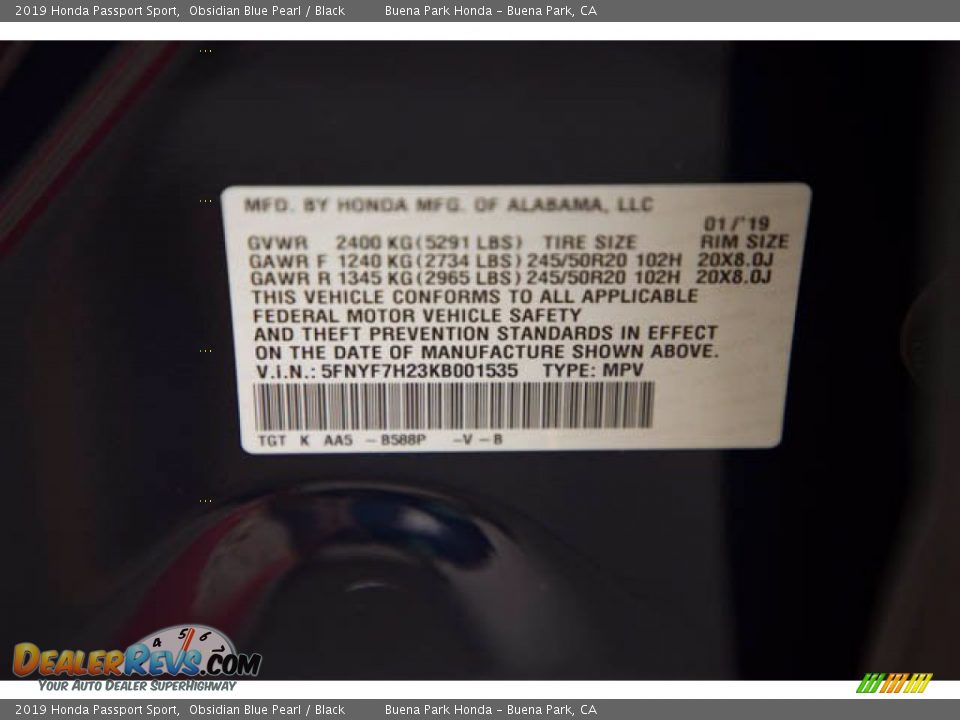 2019 Honda Passport Sport, Obsidian Blue Pearl / Black Buena Park Honda – Buena Park, CA
MFD. BY HONDA MFG. OF ALABAMA, LLC
01/'19
GVWR 2400 KG(5291 LBS) TIRE SIZE RIM SIZE
GAWR F 1240 KG(2734 LBS) 245/50R20 102H 20X8.0J
GAWR R 1345 KG(2965 LBS) 245/50R20 102H 20X8.0J
THIS VEHICLE CONFORMS TO ALL APPLICABLE
FEDERAL MOTOR VEHICLE SAFETY
AND THEFT PREVENTION STANDARDS IN EFFECT
ON THE DATE OF MANUFACTURE SHOWN ABOVE.
V.I.N.: 5FNYF7H23KB001535 TYPE: MPV
TGT K AA5 – B588P –V – B
4 5 6
DEALERREVS.COM
YOUR AUTO DEALER SUPERHIGHWAY
2019 Honda Passport Sport, Obsidian Blue Pearl / Black Buena Park Honda – Buena Park, CA